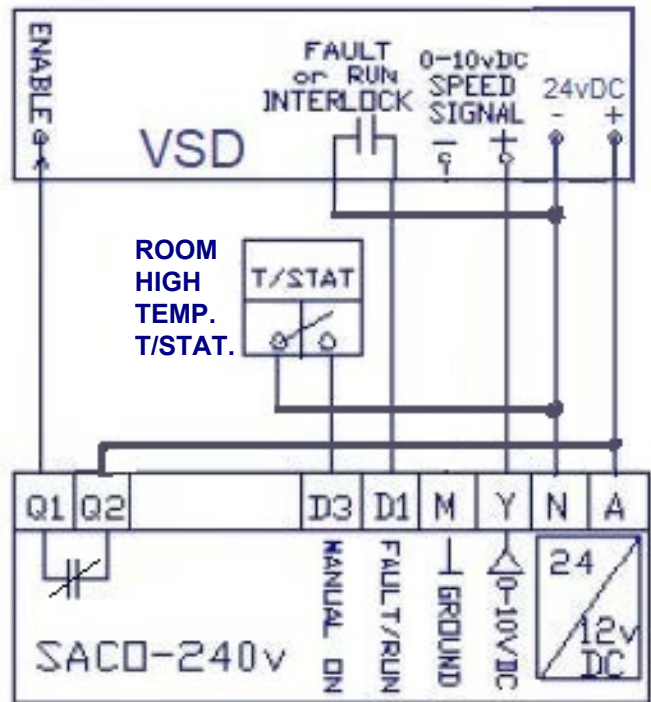 ENABLE
FAULT
or RUN
INTERLOCK
0-10vDC
SPEED
SIGNAL
- +
24vDC
- +
VSD
ROOM
HIGH
TEMP.
T/STAT.
T/STAT
Q1 Q2 D3 D1 M Y N A
MANUAL ON
FAULT/RUN
GROUND
0-10VDC
24
12v
DC
SACO-240v